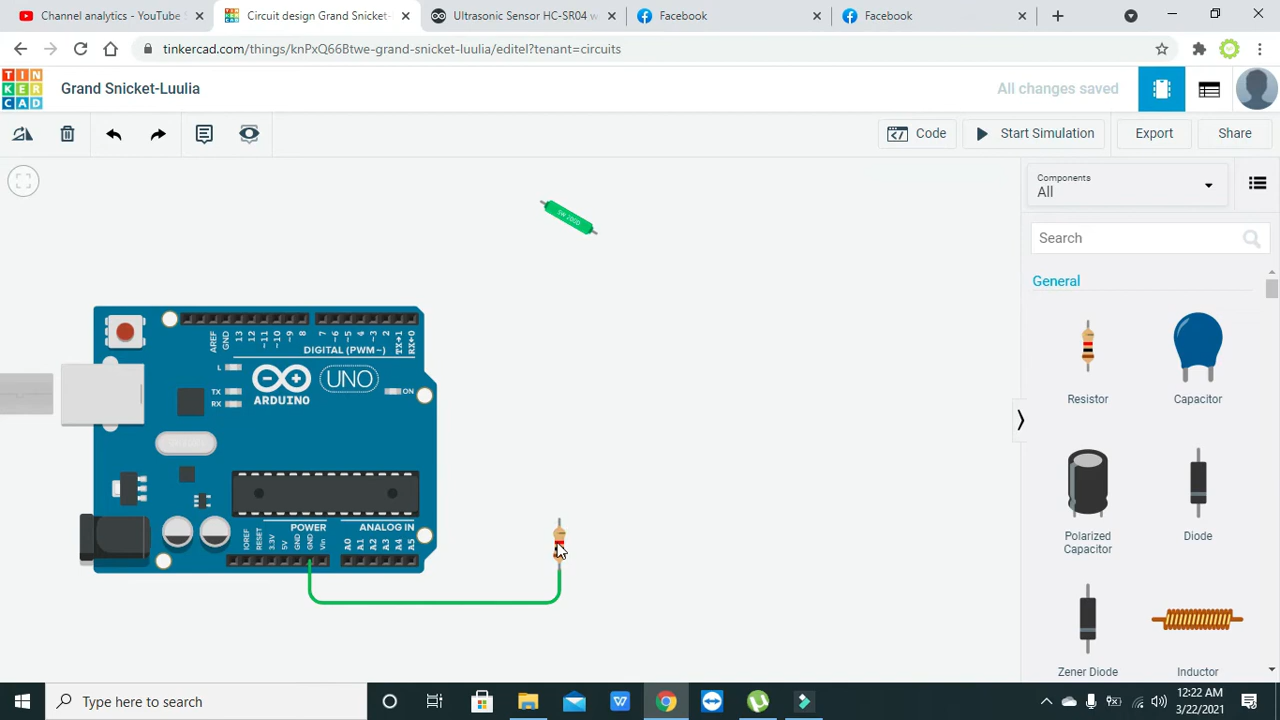 Channel analytics - YouTube S
Circuit design Grand Snicket-
Ultrasonic Sensor HC-SR04 w
Facebook
Facebook
tinkercad.com/things/knPxQ66Btwe-grand-snicket-luulia/editel?tenant=circuits
TIN
KER
CAD
Grand Snicket-Luulia
All changes saved
Code
Start Simulation
Export
Share
Components
All
Search
General
Resistor
Capacitor
Polarized
Capacitor
Diode
Zener Diode
Inductor
SW 200D
AREF
GND
13
12
~11
~10
~9
8
7
~6
~5
4
~3
2
TX→1
RX←0
DIGITAL (PWM~)
L
TX
RX
ARDUINO
UNO
ON
POWER
ANALOG IN
IOREF
RESET
3.3V
5V
GND
GND
Vin
A0
A1
A2
A3
A4
A5
Type here to search
12:22 AM
3/22/2021